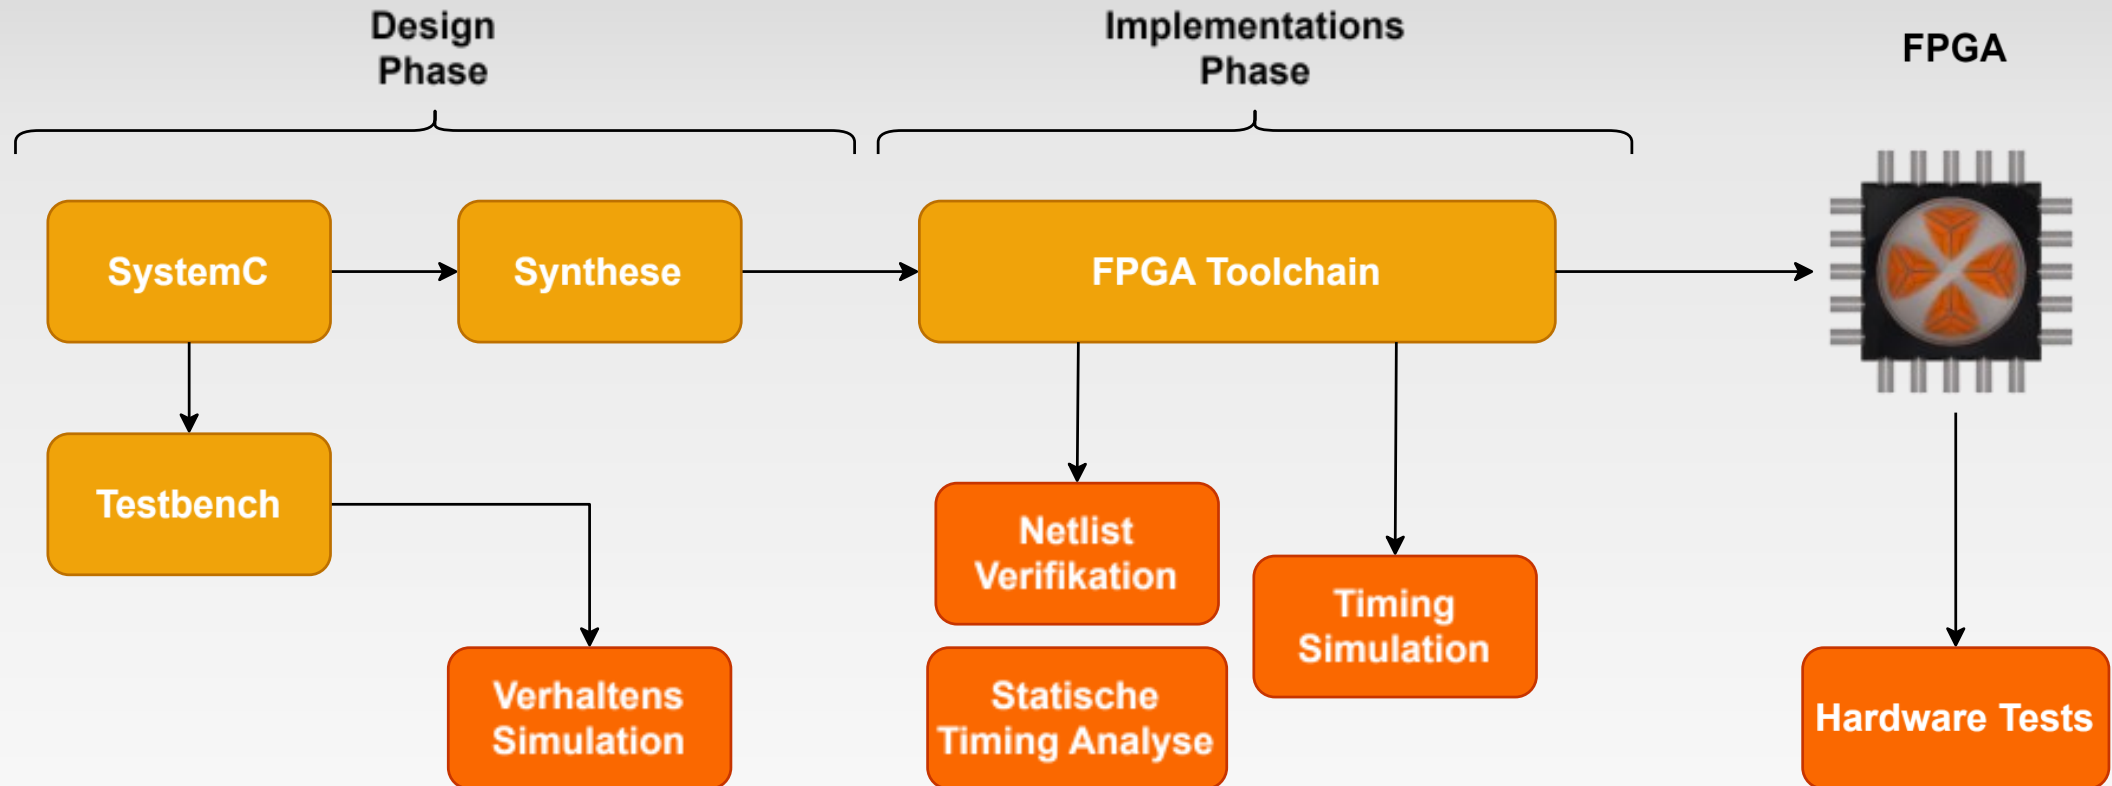 Design
Phase
Implementations
Phase
FPGA
SystemC
Synthese
FPGA Toolchain
Testbench
Netlist
Verifikation
Timing
Simulation
Verhaltens
Simulation
Statische
Timing Analyse
Hardware Tests